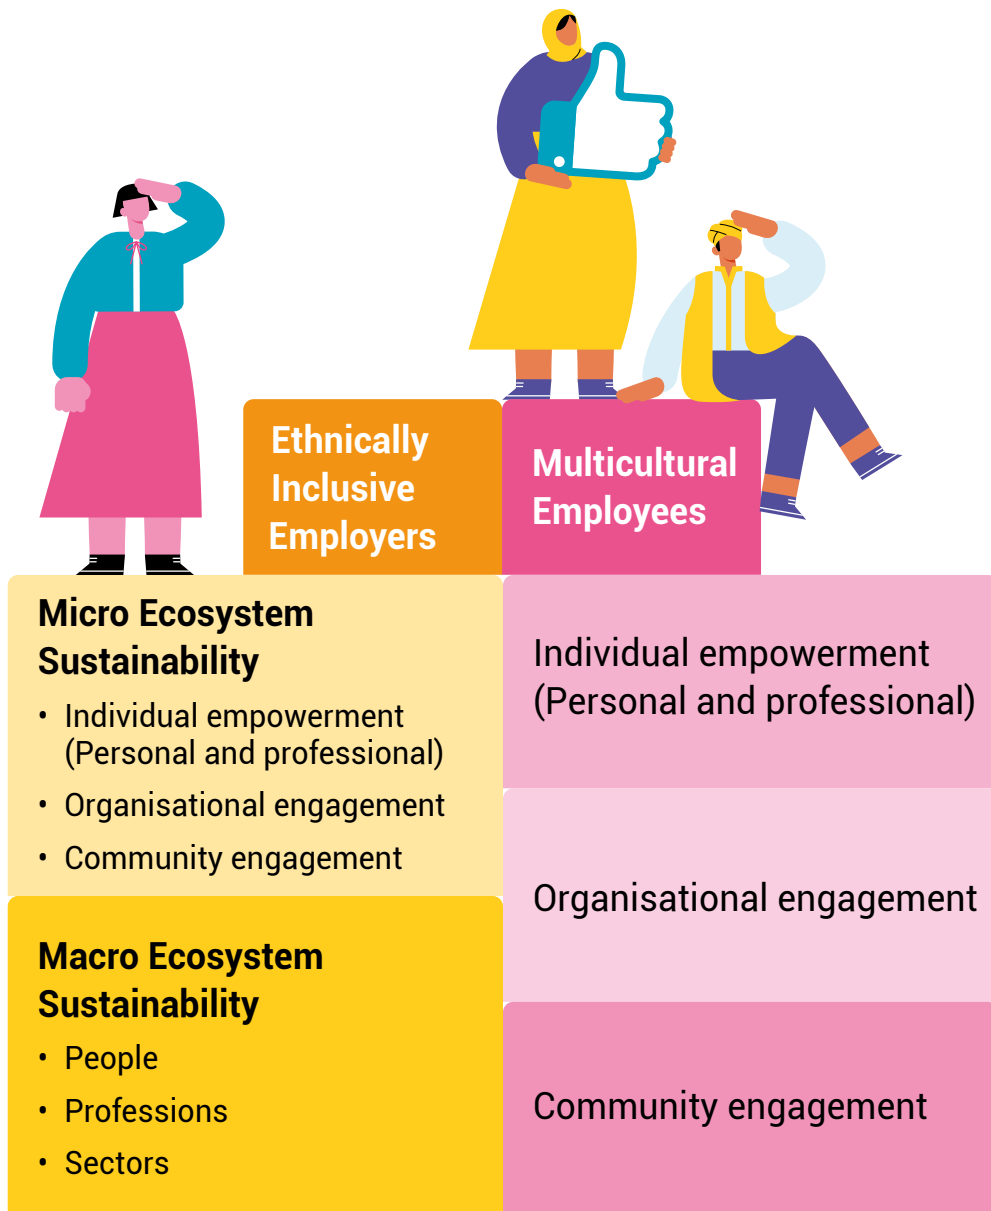 Ethnically
Inclusive
Employers
Multicultural
Employees
Micro Ecosystem
Sustainability
• Individual empowerment
(Personal and professional)
• Organisational engagement
• Community engagement
Macro Ecosystem
Sustainability
• People
• Professions
• Sectors
Individual empowerment
(Personal and professional)
Organisational engagement
Community engagement